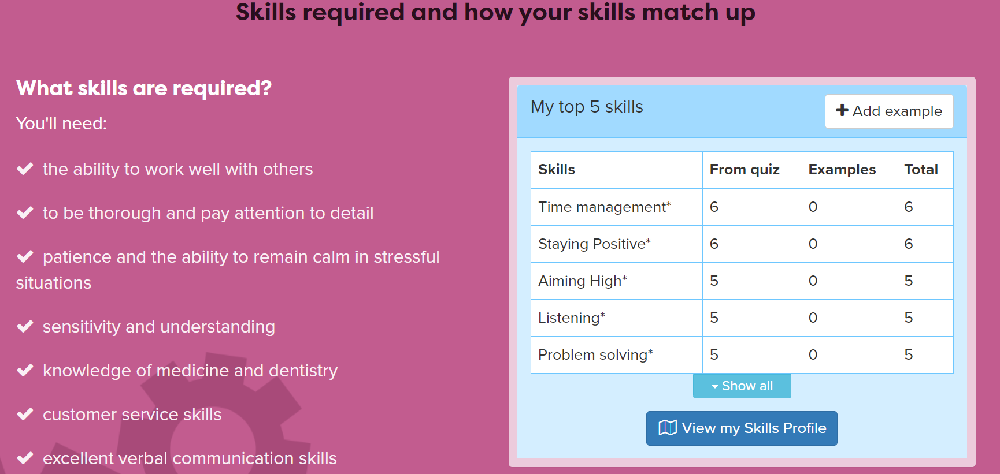 Skills required and how your skills match up
What skills are required?
You'll need:
the ability to work well with others
to be thorough and pay attention to detail
patience and the ability to remain calm in stressful
situations
sensitivity and understanding
knowledge of medicine and dentistry
customer service skills
excellent verbal communication skills
My top 5 skills
Add example
Skills From quiz Examples Total
Time management* 6 0 6
Staying Positive* 6 0 6
Aiming High* 5 0 5
Listening* 5 0 5
Problem solving* 5 0 5
Show all
View my Skills Profile